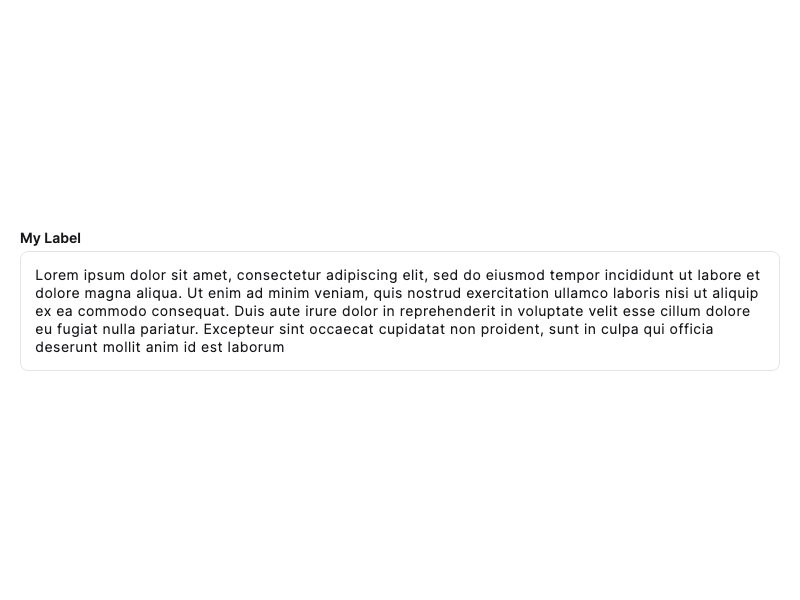 My Label
Lorem ipsum dolor sit amet, consectetur adipiscing elit, sed do eiusmod tempor incididunt ut labore et
dolore magna aliqua. Ut enim ad minim veniam, quis nostrud exercitation ullamco laboris nisi ut aliquip
ex ea commodo consequat. Duis aute irure dolor in reprehenderit in voluptate velit esse cillum dolore
eu fugiat nulla pariatur. Excepteur sint occaecat cupidatat non proident, sunt in culpa qui officia
deserunt mollit anim id est laborum